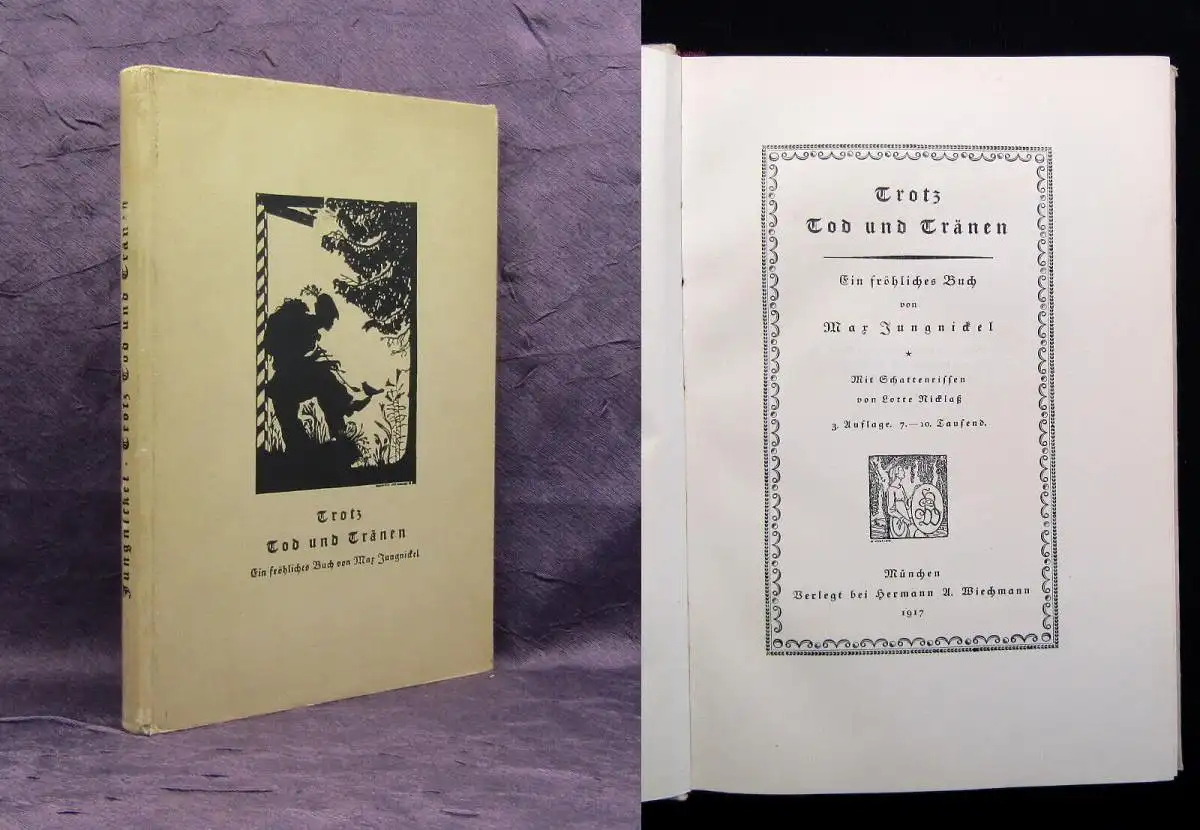 Jungnickel · Trotz Tod und Tränen
Trotz
Tod und Tränen
Ein fröhliches Buch von Max Jungnickel
Trotz
Tod und Tränen
Ein fröhliches Buch
von
Max Jungnickel
*
Mit Schattenrissen
von Lotte Nicklaß
3. Auflage. 7.—10. Tausend.
München
Verlegt bei Hermann A. Wiechmann
1917